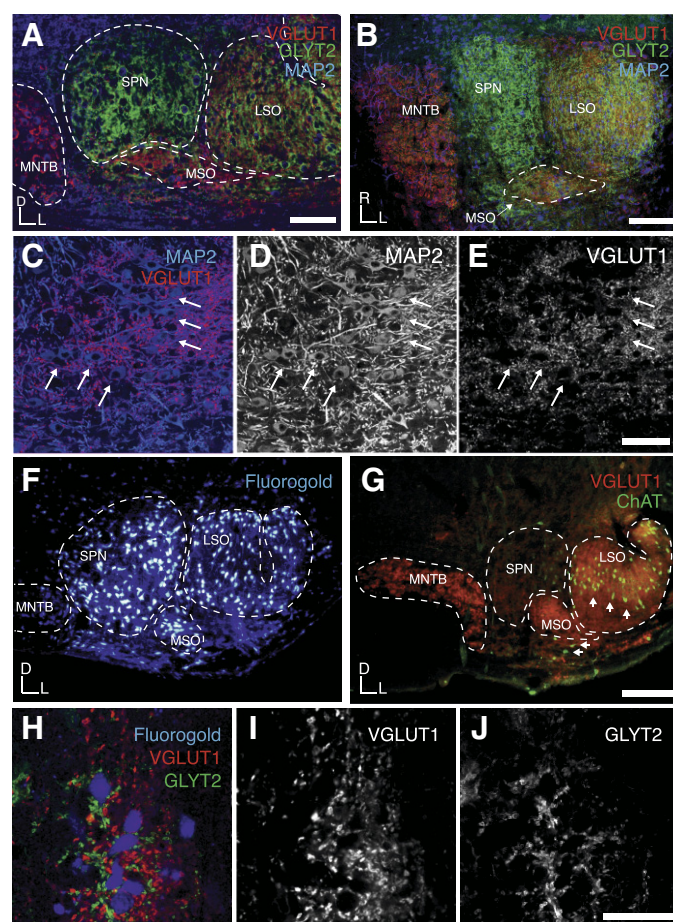 A
VGLUT1
GLYT2
MAP2
SPN
LSO
MNTB
MSO
D
L
B
VGLUT1
GLYT2
MAP2
SPN
MNTB
LSO
R
L
MSO
C
MAP2
VGLUT1
D
MAP2
E
VGLUT1
F
Fluorogold
LSO
SPN
MNTB
MSO
D
L
G
VGLUT1
ChAT
LSO
SPN
MNTB
MSO
D
L
H
Fluorogold
VGLUT1
GLYT2
I
VGLUT1
J
GLYT2